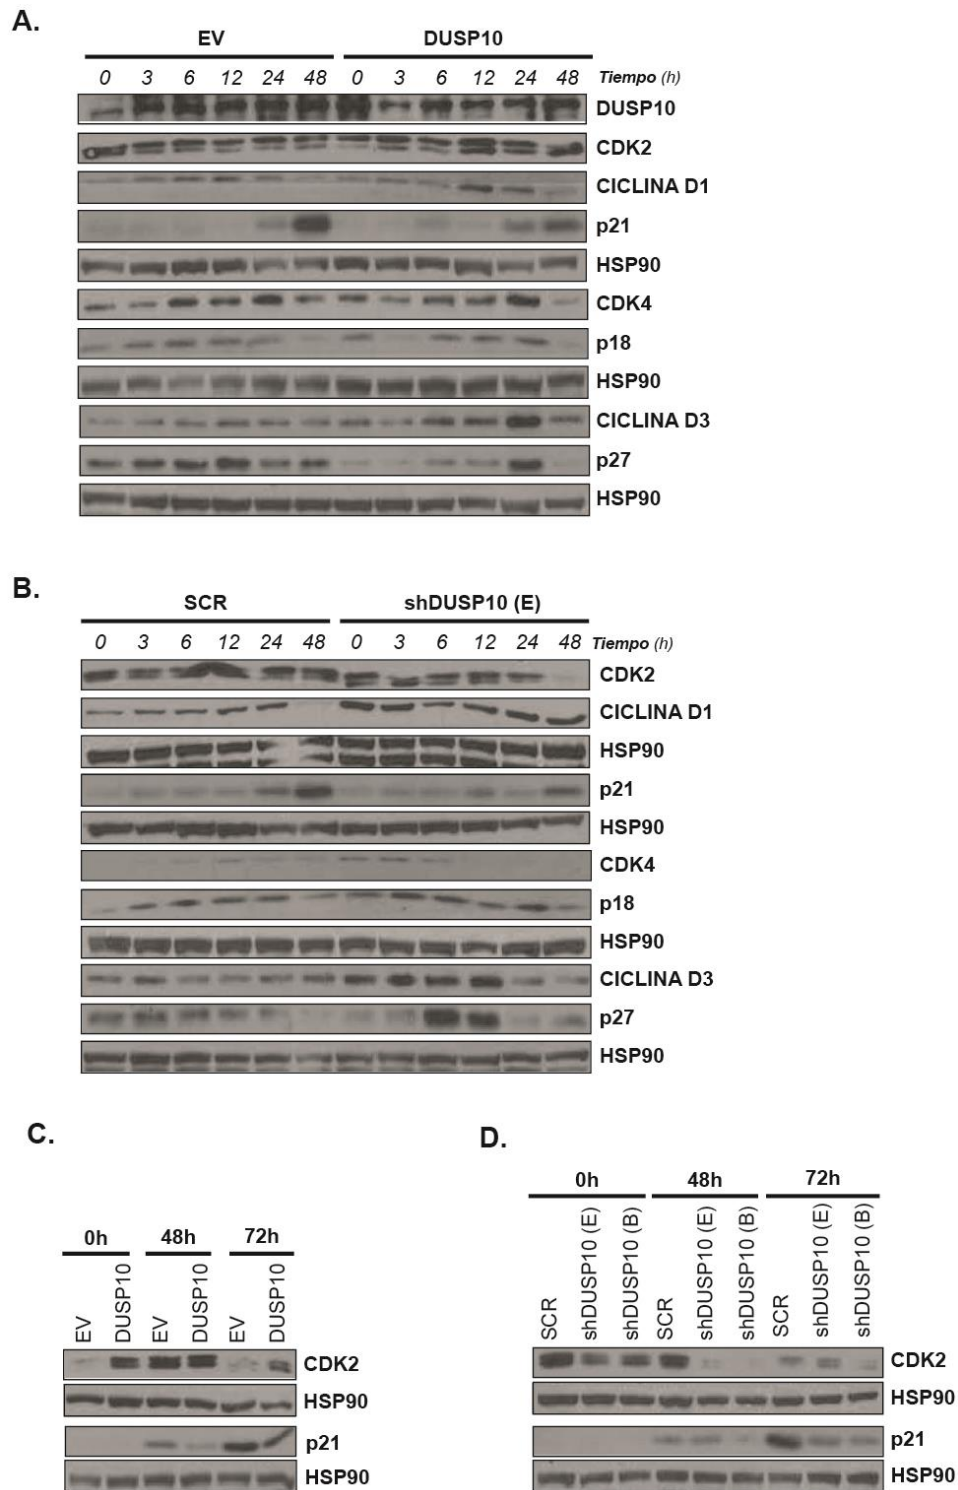 A.
EV DUSP10
0 3 6 12 24 48 0 3 6 12 24 48 Tiempo (h)
DUSP10
CDK2
CICLINA D1
p21
HSP90
CDK4
p18
HSP90
CICLINA D3
p27
HSP90
B.
SCR shDUSP10 (E)
0 3 6 12 24 48 0 3 6 12 24 48 Tiempo (h)
CDK2
CICLINA D1
HSP90
p21
HSP90
CDK4
p18
HSP90
CICLINA D3
p27
HSP90
C.
0h 48h 72h
EV DUSP10 EV DUSP10 EV DUSP10
CDK2
HSP90
p21
HSP90
D.
0h 48h 72h
SCR shDUSP10 (E) shDUSP10 (B) SCR shDUSP10 (E) shDUSP10 (B) SCR shDUSP10 (E) shDUSP10 (B)
CDK2
HSP90
p21
HSP90